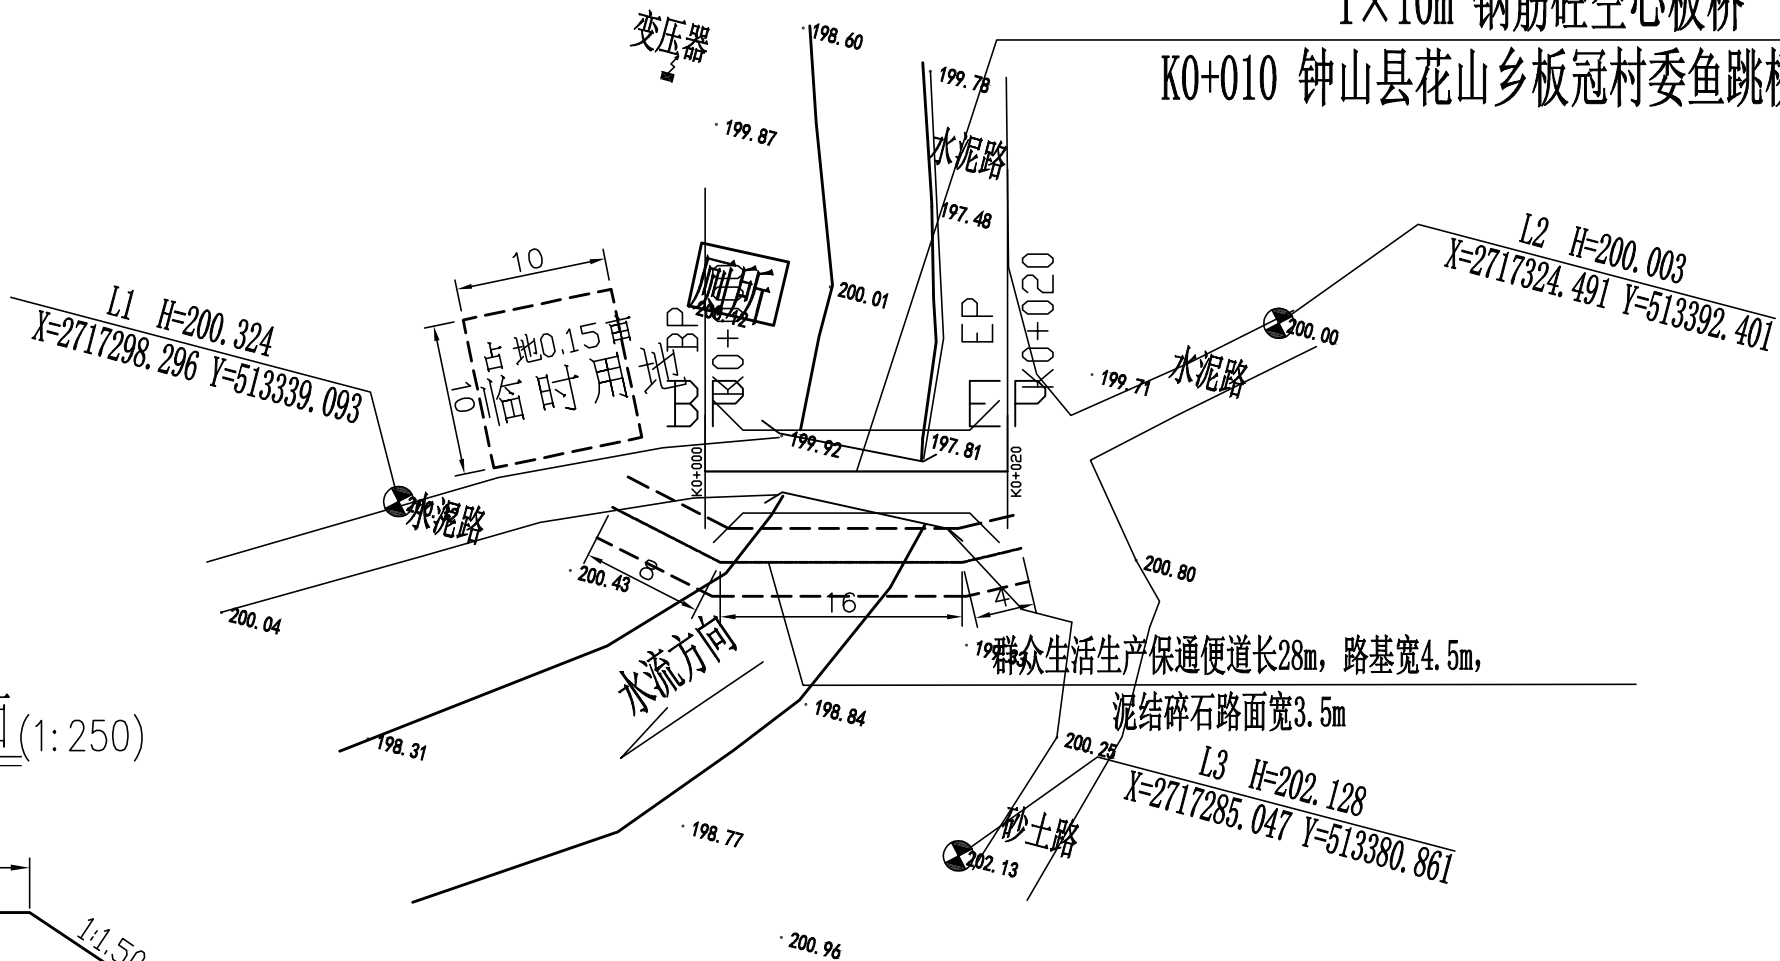 1×10m 钢筋砼空心板桥
K0+010 钟山县花山乡板冠村委鱼跳
变压器
198.60
199.78
199.87
水泥路
197.48
L2 H=200.003
X=2717324.491 Y=513392.401
10
厕所
200.01
200.00
L1 H=200.324
X=2717298.296 Y=513339.093
占地0.15亩
临时用地
10
BP
EP
K0+020
水泥路
199.71
BP
EP
199.92
197.81
K0+000
K0+020
水泥路
200.43
8
16
4
200.80
200.04
水流方向
群众生活生产保通便道长28m，路基宽4.5m，
泥结碎石路面宽3.5m
198.84
(1:250)
198.31
200.25
L3 H=202.128
X=2717285.047 Y=513380.861
198.77
砂土路
202.13
1:1.50
200.96